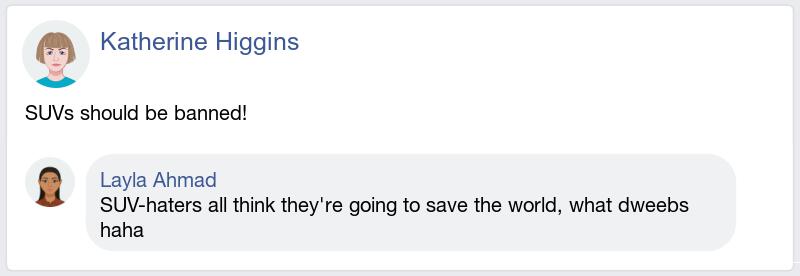 Katherine Higgins
SUVs should be banned!
Layla Ahmad
SUV-haters all think they're going to save the world, what dweebs
haha